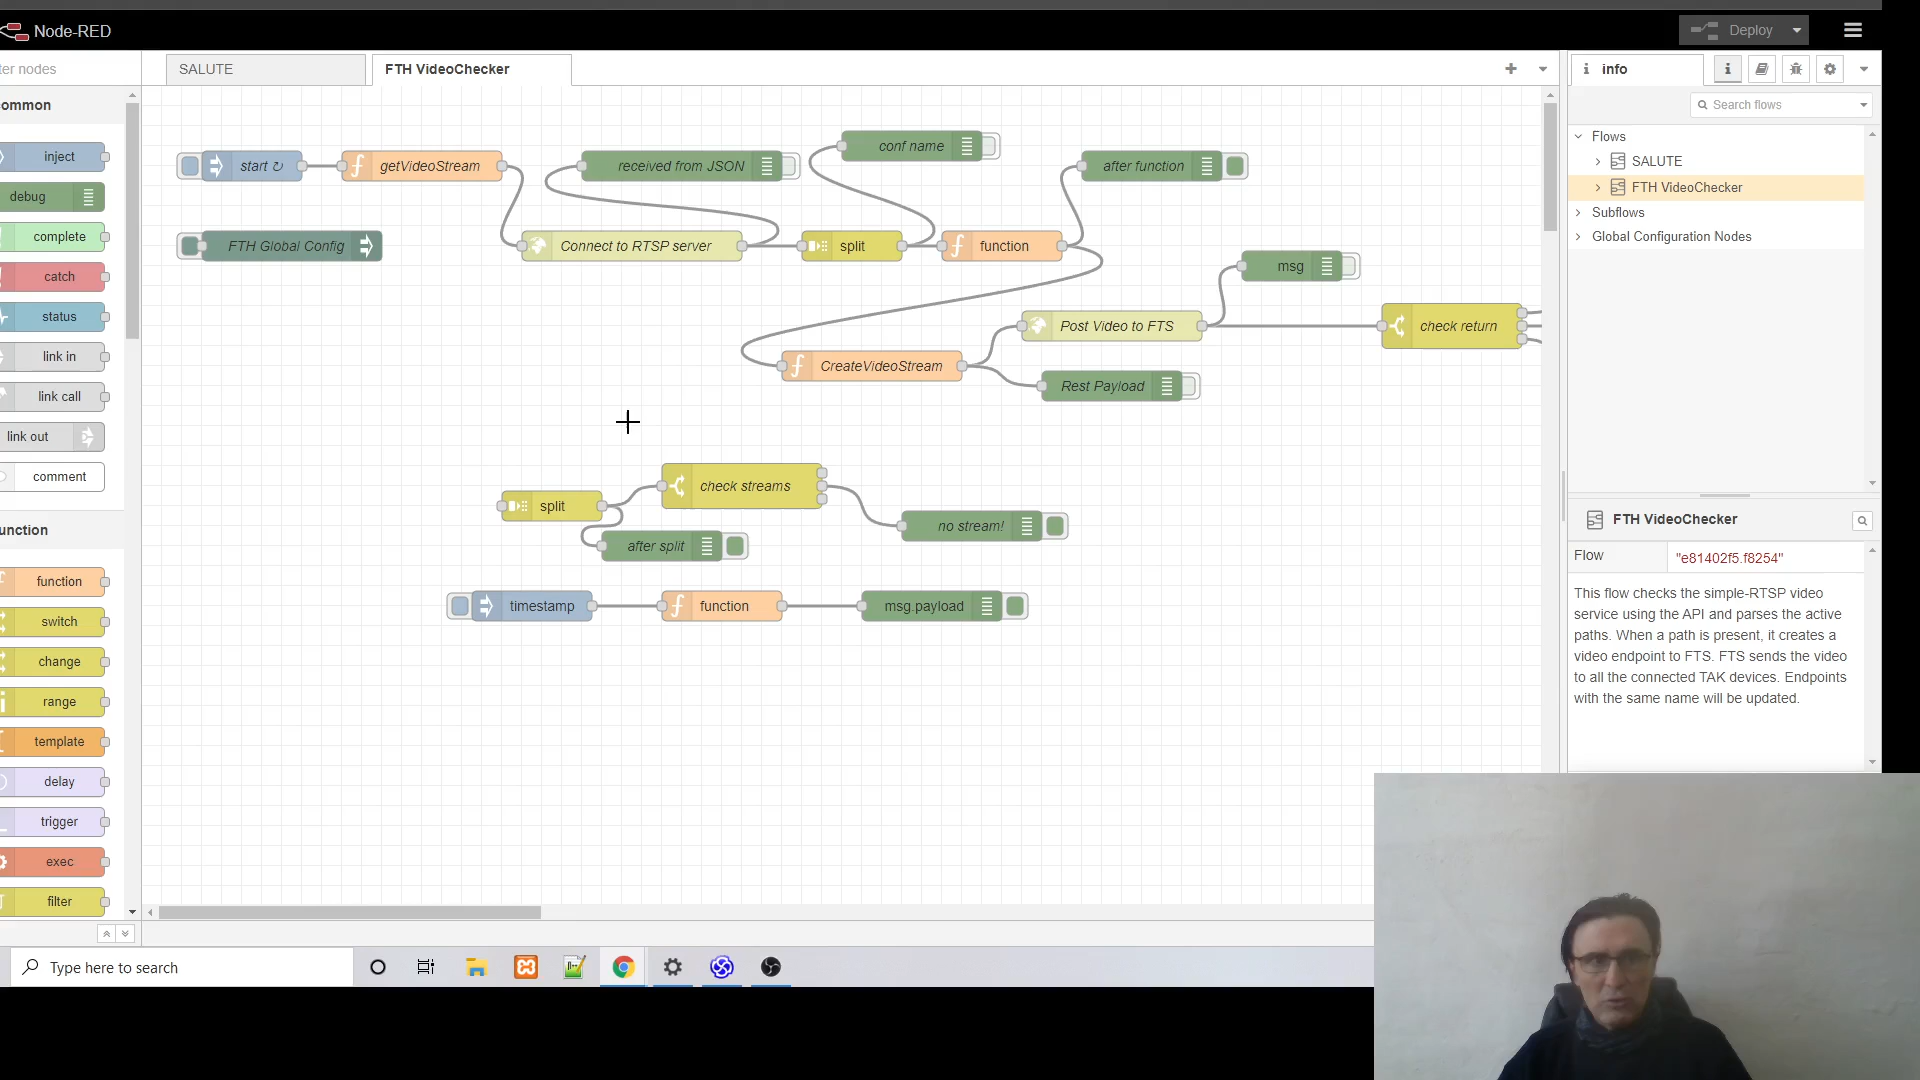 Node-RED
Deploy
ter nodes
SALUTE
FTH VideoChecker
info
Search flows
ommon
inject
debug
complete
catch
status
link in
link call
link out
comment
unction
function
switch
change
range
template
delay
trigger
exec
filter
start ↻
getVideoStream
received from JSON
conf name
after function
FTH Global Config
Connect to RTSP server
split
function
msg
Post Video to FTS
check return
CreateVideoStream
Rest Payload
split
check streams
no stream!
after split
timestamp
function
msg.payload
Flows
SALUTE
FTH VideoChecker
Subflows
Global Configuration Nodes
FTH VideoChecker
Flow
"e81402f5.f8254"
This flow checks the simple-RTSP video
service using the API and parses the active
paths. When a path is present, it creates a
video endpoint to FTS. FTS sends the video
to all the connected TAK devices. Endpoints
with the same name will be updated.
Type here to search